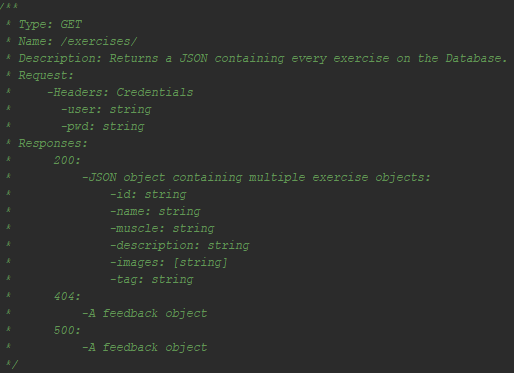 /**
 * Type: GET
 * Name: /exercises/
 * Description: Returns a JSON containing every exercise on the Database.
 * Request:
 *     -Headers: Credentials
 *       -user: string
 *       -pwd: string
 * Responses:
 *      200:
 *          -JSON object containing multiple exercise objects:
 *              -id: string
 *              -name: string
 *              -muscle: string
 *              -description: string
 *              -images: [string]
 *              -tag: string
 *      404:
 *          -A feedback object
 *      500:
 *          -A feedback object
 */